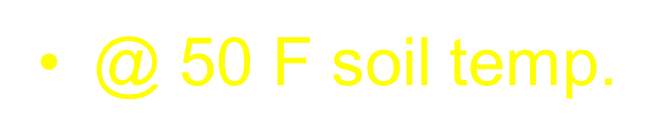 • @ 50 F soil temp.